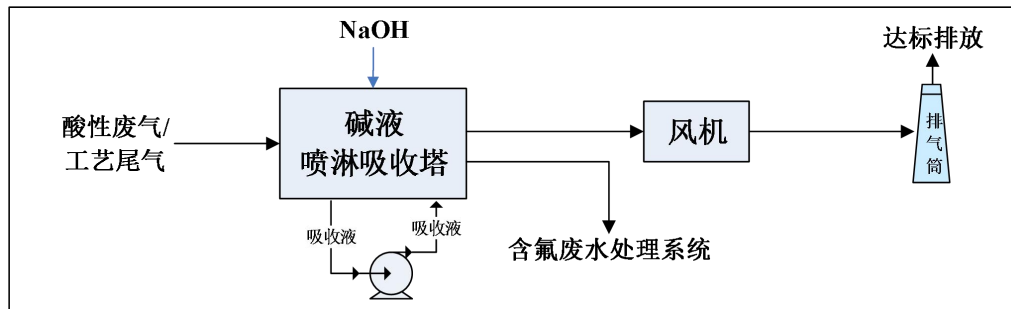 NaOH
达标排放
酸性废气/
工艺尾气
碱液
喷淋吸收塔
风机
排气筒
吸收液
吸收液
含氟废水处理系统